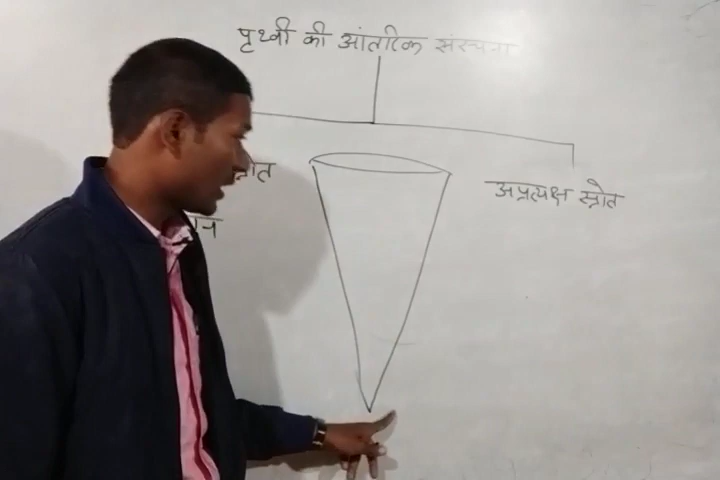 पृथ्वी की आंतरिक संरचना
स्रोत
अप्रत्यक्ष स्रोत